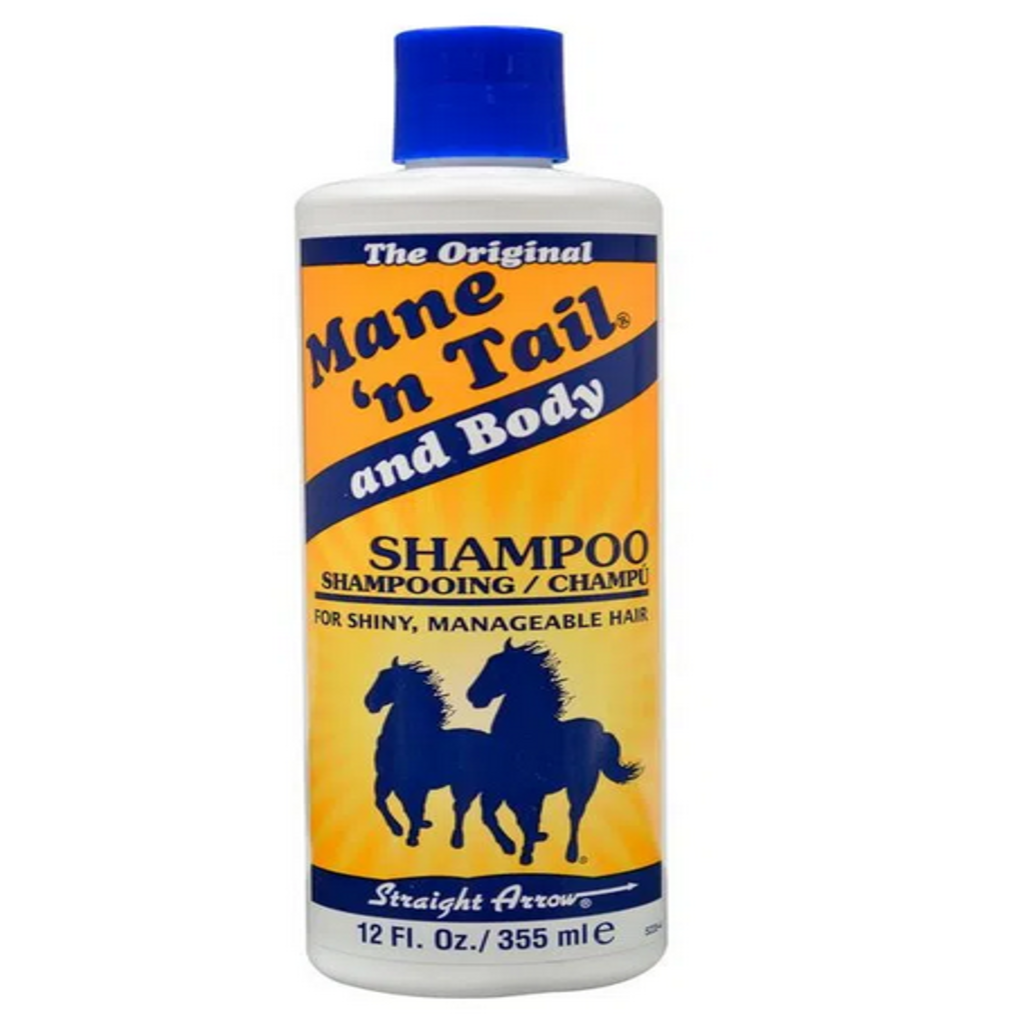 The Original
Mane
'n Tail®
and Body
SHAMPOO
SHAMPOOING / CHAMPÚ
FOR SHINY, MANAGEABLE HAIR
Straight Arrow®
12 Fl. Oz./ 355 ml e